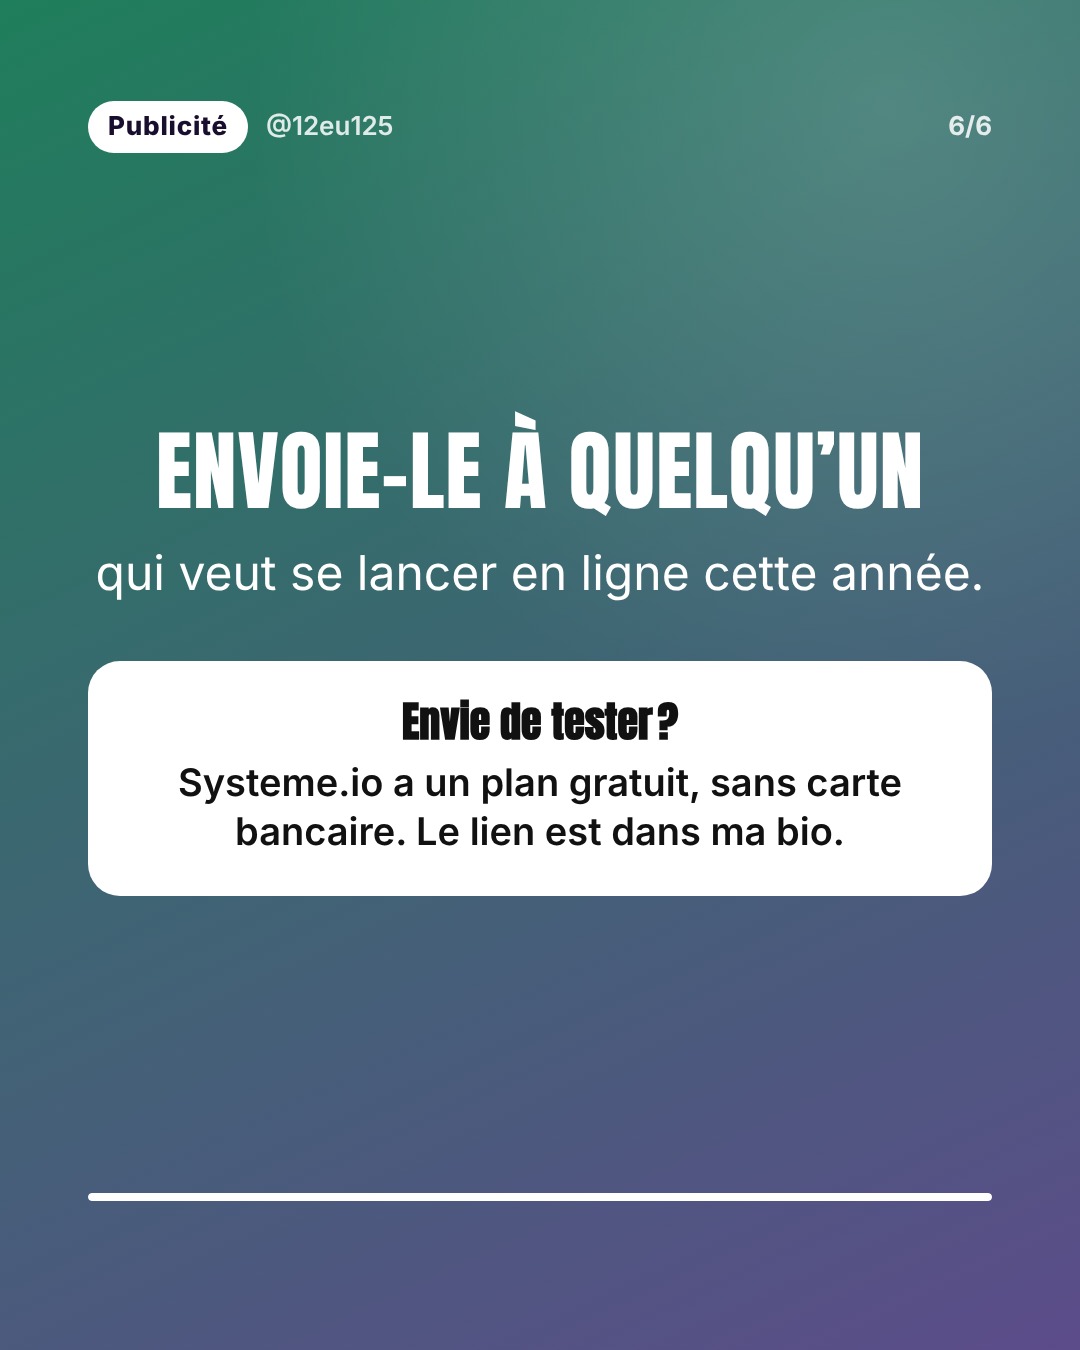 Publicité @12eu125 6/6
ENVOIE-LE À QUELQU’UN
qui veut se lancer en ligne cette année.
Envie de tester ?
Systeme.io a un plan gratuit, sans carte
bancaire. Le lien est dans ma bio.